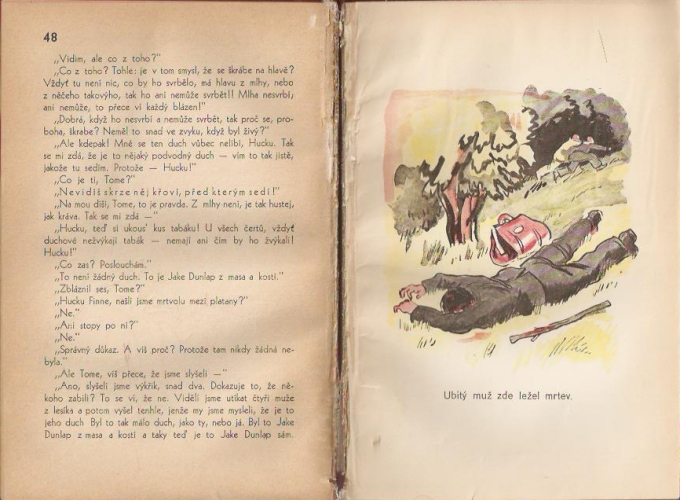 48
„Vidím, ale co z toho?"
„Co z toho? Tohle: je v tom smysl, že se škrábe na hlavě?
Vždyť tu není nic, co by ho svrbělo, má hlavu z mlhy, nebo
z něčeho takovýho, tak ho ani nemůže svrbět!! Mlha nesvrbí,
ani nemůže, to přece ví každý blázen!"
„Dobrá, když ho nesvrbí a nemůže svrbět, tak proč se, pro-
boha, škrabe? Neměl to snad ve zvyku, když byl živý?"
„Ale kdepak! Mně se ten duch vůbec nelíbí, Hucku. Tak
se mi zdá, že je to nějaký podvodný duch — vím to tak jistě,
jakože tu sedím. Protože — Hucku!"
„Co je ti, Tome?"
„Nevidíš skrze něj křoví, před kterým sedí!"
„Na mou duši, Tome, to je pravda. Z mlhy není, je tak hustej,
jak kráva. Tak se mi zdá —"
„Hucku, teď si ukous' kus tabáku! U všech čertů, vždyť
duchové nežvýkají tabák — nemají ani čím by ho žvýkali!
Hucku!"
„Co zas? Poslouchám."
„To není žádný duch. To je Jake Dunlap z masa a kostí."
„Zbláznil ses, Tome?"
„Hucku Finne, našli jsme mrtvolu mezi platany?"
„Ne."
„Ani stopy po ní?"
„Ne."
„Správný důkaz. A víš proč? Protože tam nikdy žádná ne-
byla."
„Ale Tome, víš přece, že jsme slyšeli —"
„Ano, slyšeli jsme výkřik, snad dva. Dokazuje to, že ně-
koho zabili? To se ví, že ne. Viděli jsme utíkat čtyři muže
z lesíka a potom vyšel tenhle, jenže my jsme mysleli, že je to
jeho duch Byl to tak málo duch, jako ty, nebo já. Byl to Jake
Dunlap z masa a kostí a taky teď je to Jake Dunlap sám.
Ubitý muž zde ležel mrtev.